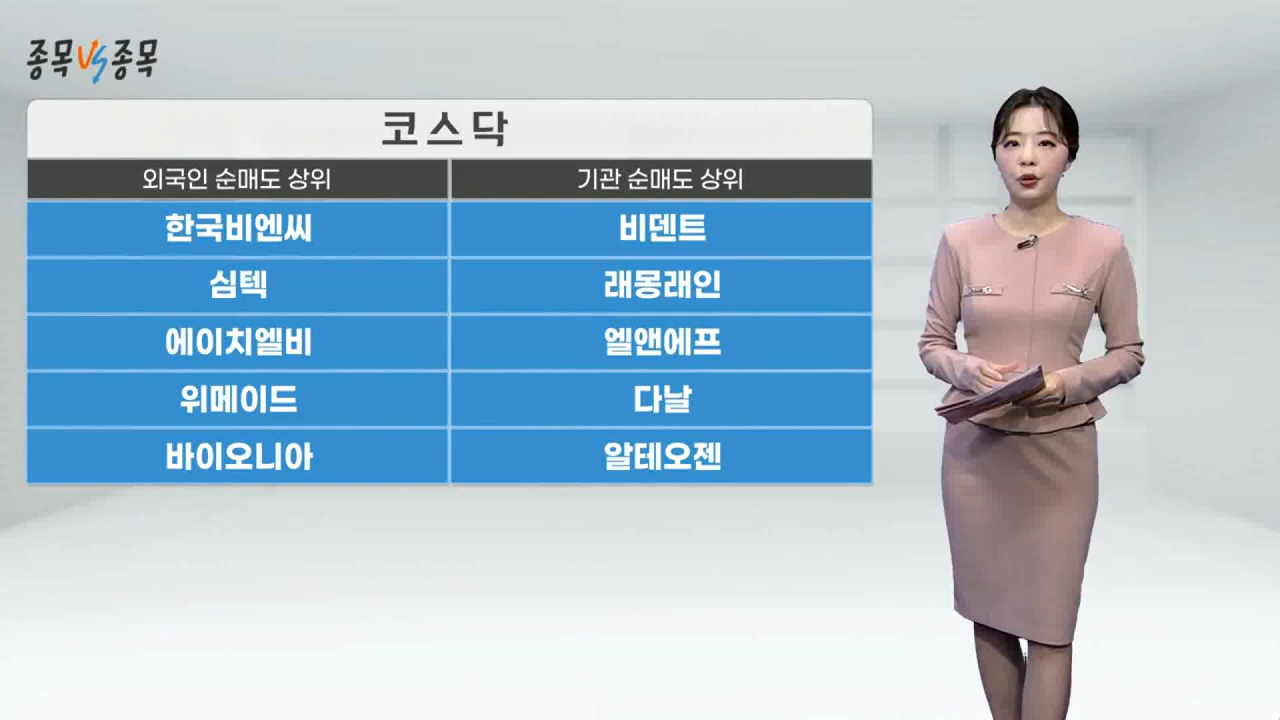 종목VS종목
코스닥
외국인 순매도 상위 기관 순매도 상위
한국비엔씨 비덴트
심텍 래몽래인
에이치엘비 엘앤에프
위메이드 다날
바이오니아 알테오젠